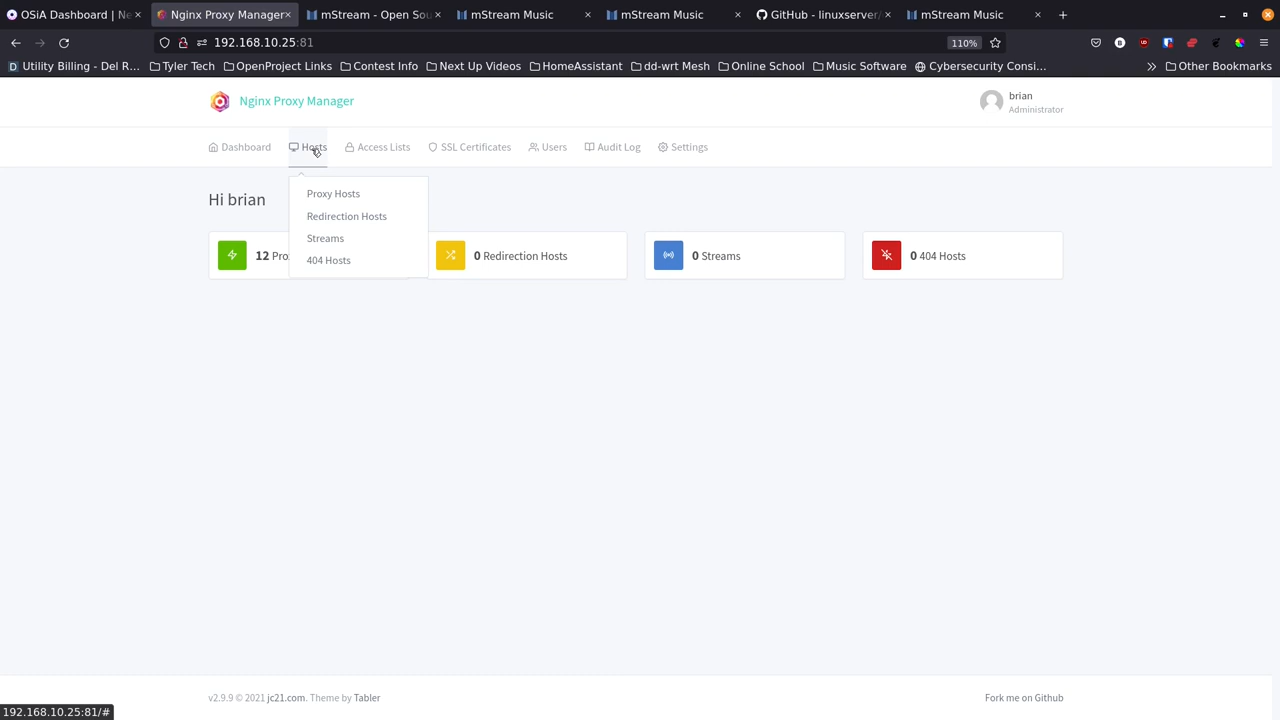 OSiA Dashboard | Ne
Nginx Proxy Manager
mStream - Open Sou
mStream Music
mStream Music
GitHub - linuxserver/
mStream Music
192.168.10.25:81
110%
Utility Billing - Del R…
Tyler Tech
OpenProject Links
Contest Info
Next Up Videos
HomeAssistant
dd-wrt Mesh
Online School
Music Software
Cybersecurity Consi…
Other Bookmarks
Nginx Proxy Manager
brian
Administrator
Dashboard
Hosts
Access Lists
SSL Certificates
Users
Audit Log
Settings
Proxy Hosts
Redirection Hosts
Streams
404 Hosts
Hi brian
12 Pro
0 Redirection Hosts
0 Streams
0 404 Hosts
v2.9.9 © 2021 jc21.com. Theme by Tabler
Fork me on Github
192.168.10.25:81/#